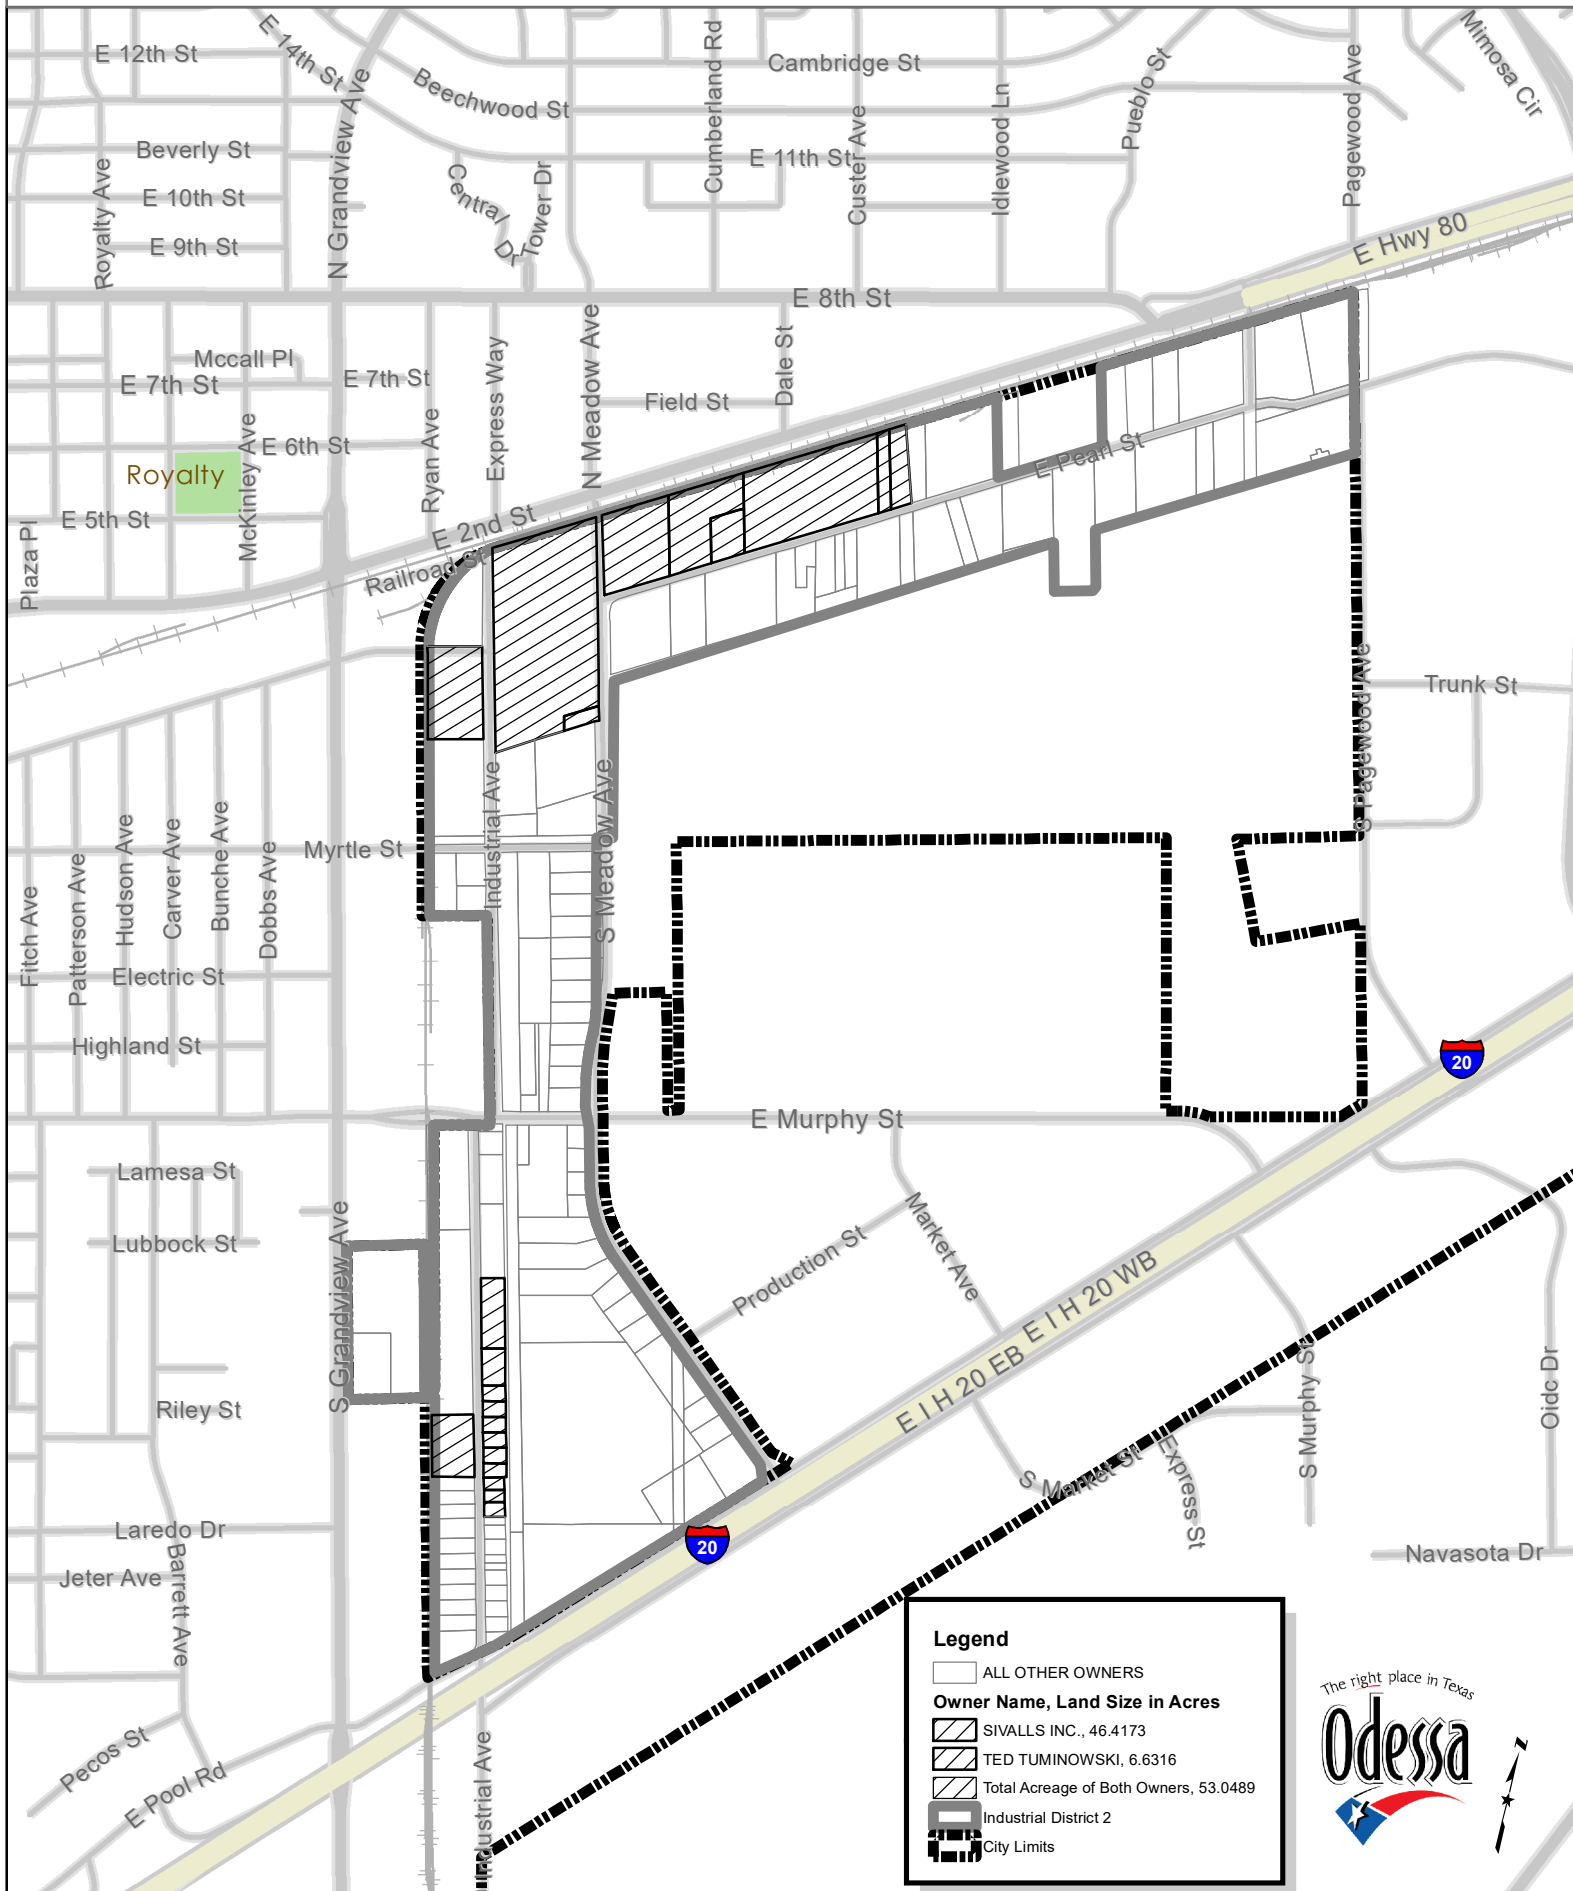 E 12th St
E 14th St
Beechwood St
Cumberland Rd
Cambridge St
Pueblo St
Pagewood Ave
Mimosa Cir
Beverly St
Royalty Ave
N Grandview Ave
Central Dr
Tower Dr
E 11th St
Custer Ave
Idlewood Ln
E 10th St
E 9th St
E Hwy 80
E 8th St
Mccall Pl
E 7th St
E 7th St
Express Way
N Meadow Ave
Dale St
Field St
Ryan Ave
E 6th St
McKinley Ave
Royalty
E 5th St
Plaza Pl
E 2nd St
Railroad St
E Pearl St
Trunk St
S Pagewood Ave
Industrial Ave
S Meadow Ave
Myrtle St
Fitch Ave
Patterson Ave
Hudson Ave
Carver Ave
Bunche Ave
Dobbs Ave
Electric St
Highland St
20
E Murphy St
Lamesa St
Lubbock St
S Grandview Ave
Production St
Market Ave
E I H 20 WB
E I H 20 EB
Riley St
S Market St
Express St
S Murphy St
Oidc Dr
Laredo Dr
Jeter Ave
Barrett Ave
20
Navasota Dr
Pecos St
E Pool Rd
Industrial Ave
Legend
ALL OTHER OWNERS
Owner Name, Land Size in Acres
SIVALLS INC., 46.4173
TED TUMINOWSKI, 6.6316
Total Acreage of Both Owners, 53.0489
Industrial District 2
City Limits
The right place in Texas
Odessa
N